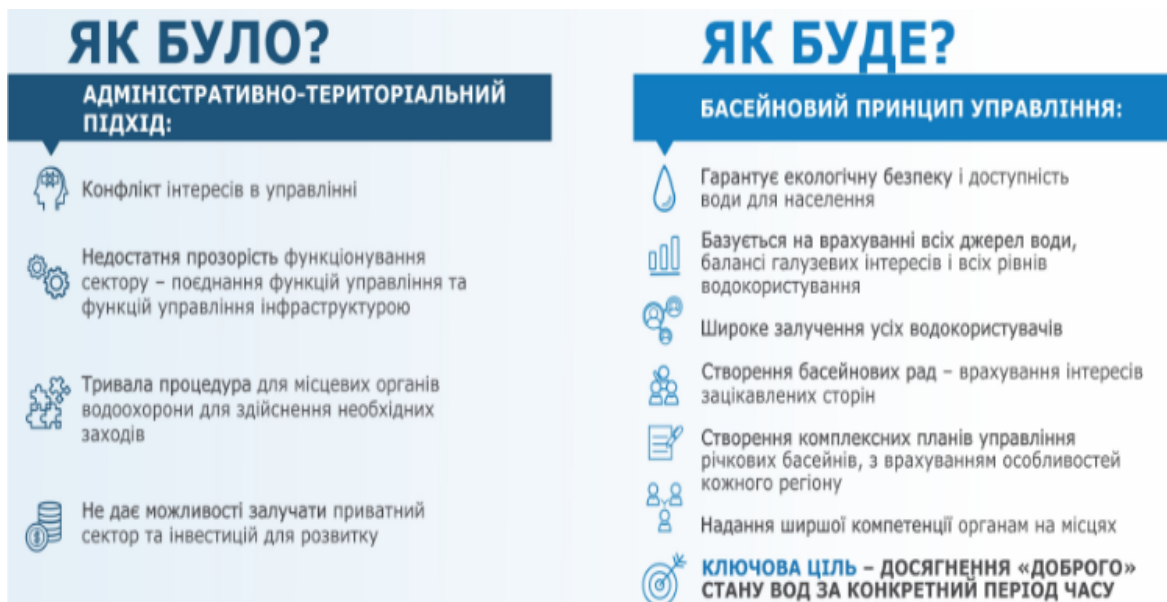 ЯК БУЛО?
АДМІНІСТРАТИВНО-ТЕРИТОРІАЛЬНИЙ
ПІДХІД:
Конфлікт інтересів в управлінні
Недостатня прозорість функціонування
сектору – поєднання функцій управління та
функцій управління інфраструктурою
Тривала процедура для місцевих органів
водоохорони для здійснення необхідних
заходів
Не дає можливості залучати приватний
сектор та інвестицій для розвитку
ЯК БУДЕ?
БАСЕЙНОВИЙ ПРИНЦИП УПРАВЛІННЯ:
Гарантує екологічну безпеку і доступність
води для населення
Базується на врахуванні всіх джерел води,
балансі галузевих інтересів і всіх рівнів
водокористування
Широке залучення усіх водокористувачів
Створення басейнових рад – врахування інтересів
зацікавлених сторін
Створення комплексних планів управління
річкових басейнів, з врахуванням особливостей
кожного регіону
Надання ширшої компетенції органам на місцях
КЛЮЧОВА ЦІЛЬ – ДОСЯГНЕННЯ «ДОБРОГО»
СТАНУ ВОД ЗА КОНКРЕТНИЙ ПЕРІОД ЧАСУ